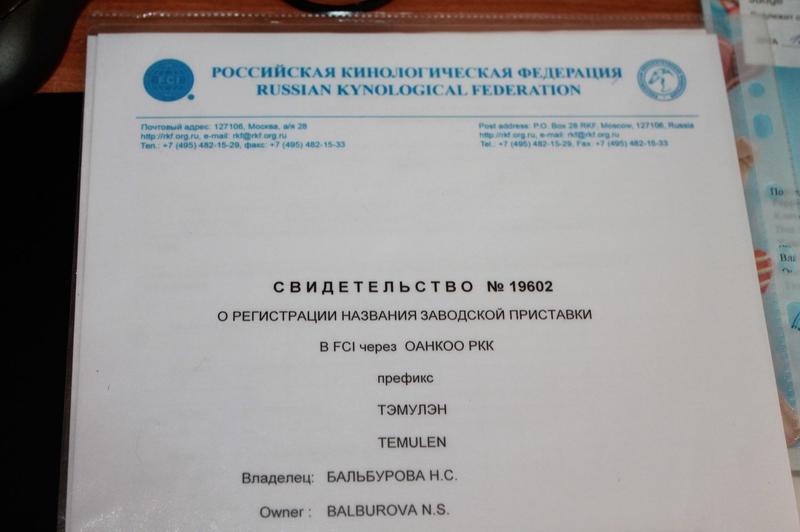 FCI
РОССИЙСКАЯ КИНОЛОГИЧЕСКАЯ ФЕДЕРАЦИЯ
RUSSIAN KYNOLOGICAL FEDERATION
Почтовый адрес: 127106, Москва, а/я 28
http://rkf.org.ru, e-mail: rkf@rkf.org.ru
Тел.: +7 (495) 482-15-29, факс: +7 (495) 482-15-33
Post address: P.O. Box 28 RKF, Moscow, 127106, Russia
http://rkf.org.ru, e-mail: rkf@rkf.org.ru
Tel.: +7 (495) 482-15-29, Fax: +7 (495) 482-15-33
СВИДЕТЕЛЬСТВО № 19602
О РЕГИСТРАЦИИ НАЗВАНИЯ ЗАВОДСКОЙ ПРИСТАВКИ
В FCI через ОАНКОО РКК
префикс
ТЭМУЛЭН
TEMULEN
Владелец: БАЛЬБУРОВА Н.С.
Owner : BALBUROVA N.S.